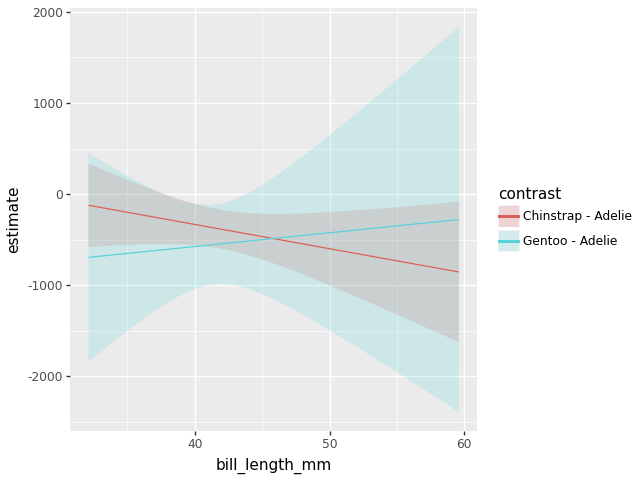 2000
1000
0
-1000
-2000
estimate
40
50
60
bill_length_mm
contrast
Chinstrap - Adelie
Gentoo - Adelie